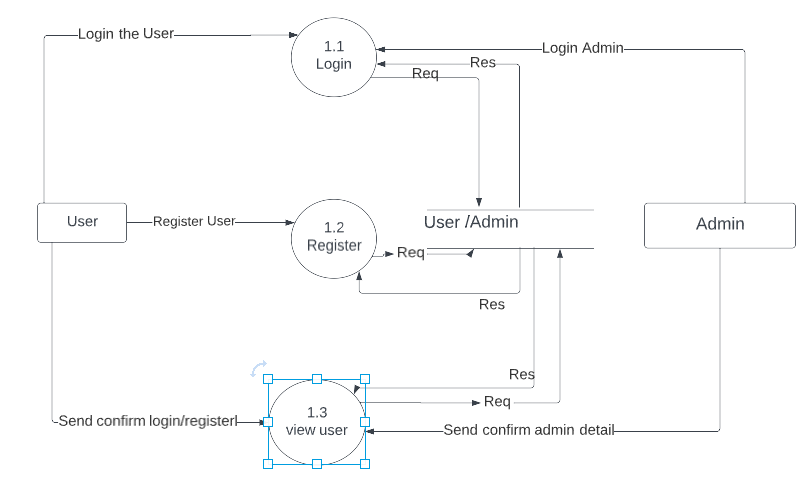 Login the User
1.1
Login
Login Admin
Res
Req
User
Register User
1.2
Register
User /Admin
Admin
Req
Res
Res
Req
Send confirm login/registerl
1.3
view user
Send confirm admin detail